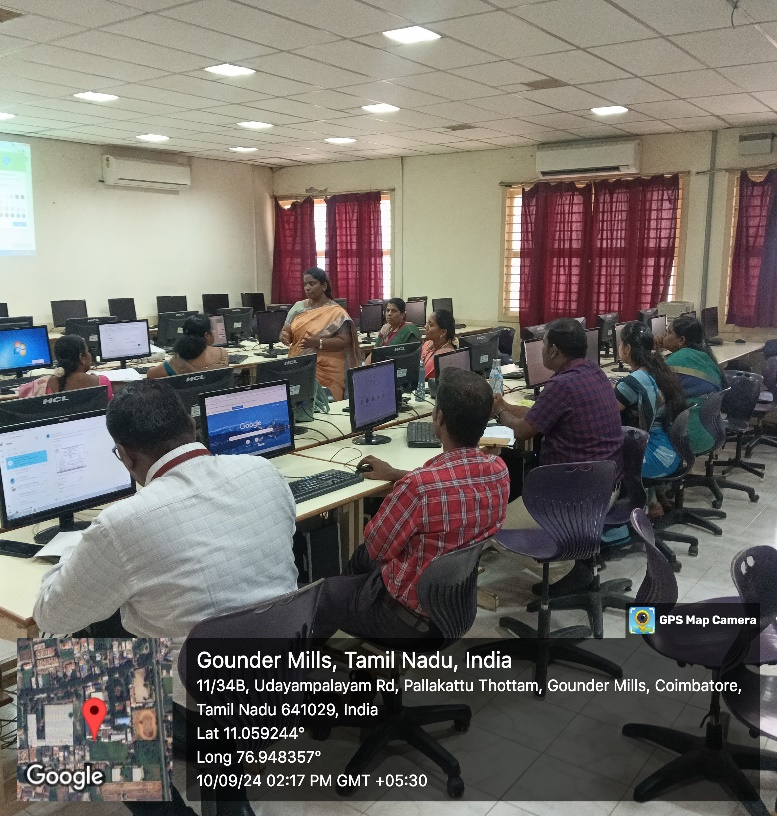 HCL
HCL
HCL
HCL
Google
GPS Map Camera
Gounder Mills, Tamil Nadu, India
11/34B, Udayampalayam Rd, Pallakattu Thottam, Gounder Mills, Coimbatore,
Tamil Nadu 641029, India
Lat 11.059244°
Long 76.948357°
10/09/24 02:17 PM GMT +05:30
Google